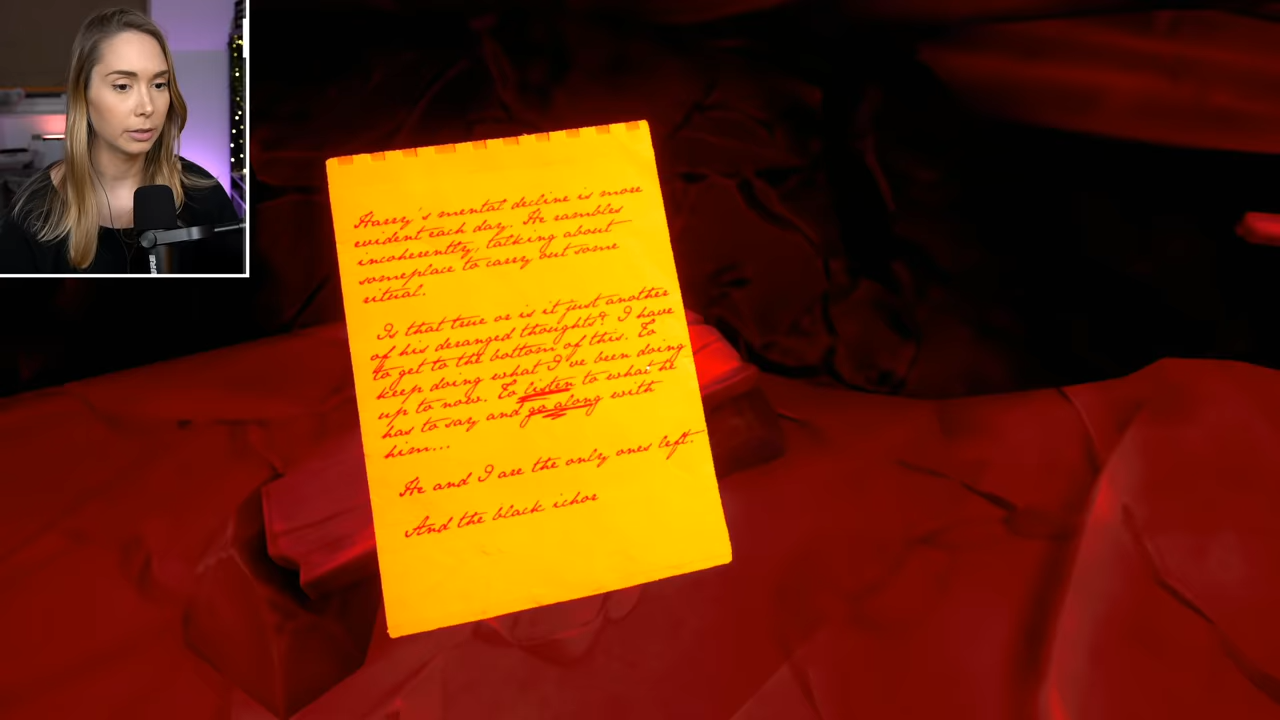 Harry's mental decline is more
evident each day. He rambles
incoherently, talking about
someplace to carry out some
ritual.
Is that true or is it just another
of his deranged thoughts? I have
to get to the bottom of this. To
keep doing what I've been doing
up to now. To listen to what he
has to say and go along with
him...
He and I are the only ones left.
And the black ichor